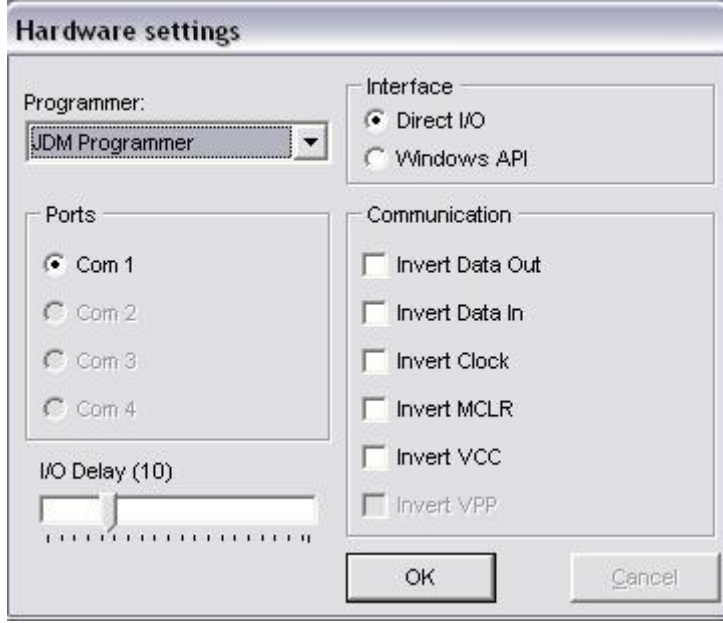 Hardware settings
Programmer:
JDM Programmer
Interface
Direct I/O
Windows API
Ports
Com 1
Com 2
Com 3
Com 4
Communication
Invert Data Out
Invert Data In
Invert Clock
Invert MCLR
Invert VCC
Invert VPP
I/O Delay (10)
OK
Cancel